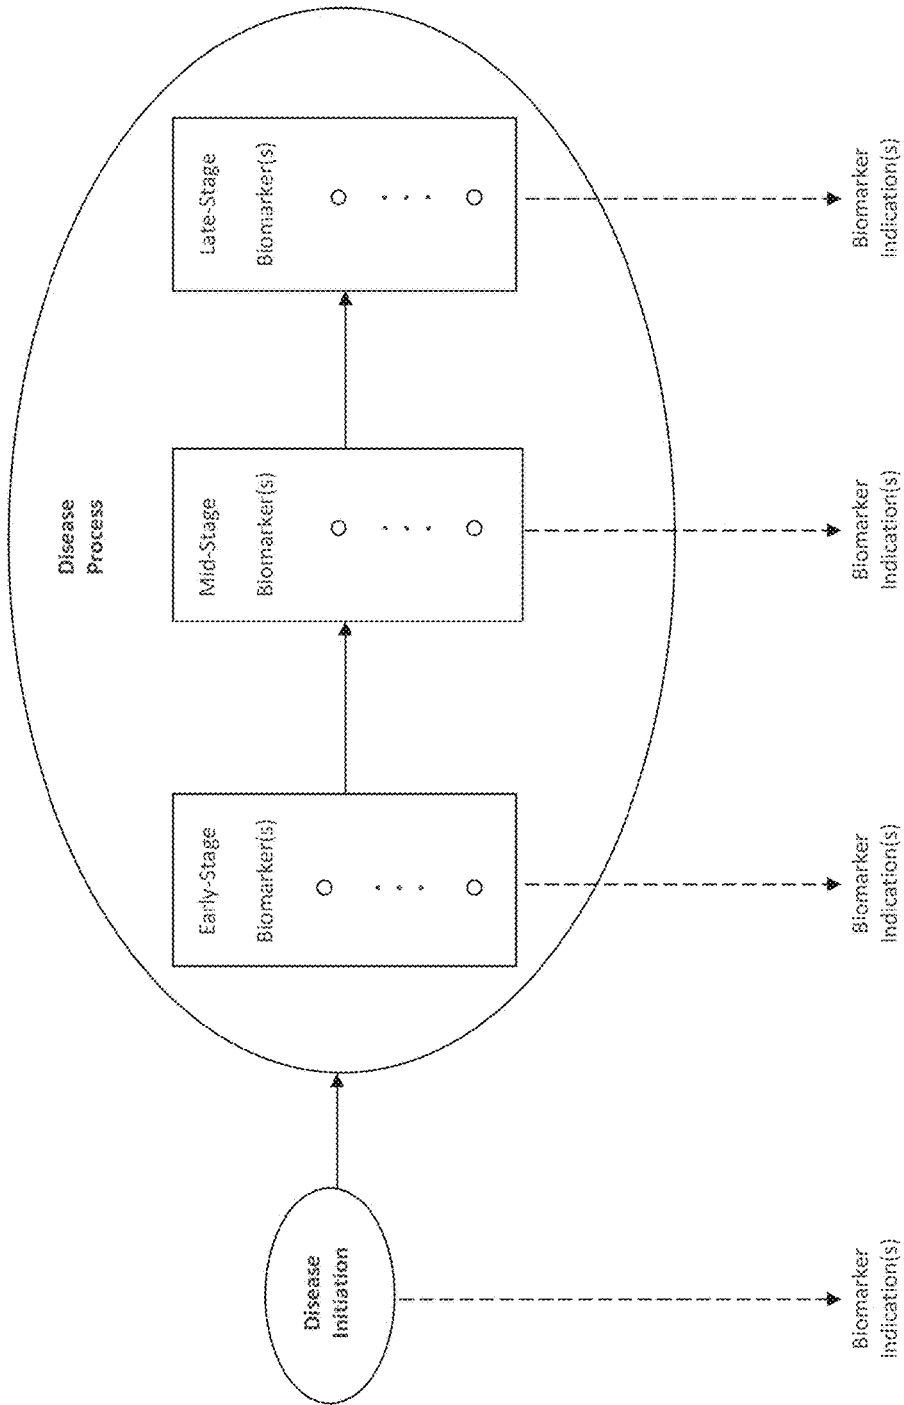 Disease
Process
Disease
Initiation
Early-Stage
Biomarker(s)
Mid-Stage
Biomarker(s)
Late-Stage
Biomarker(s)
Biomarker
Indication(s)
Biomarker
Indication(s)
Biomarker
Indication(s)
Biomarker
Indication(s)